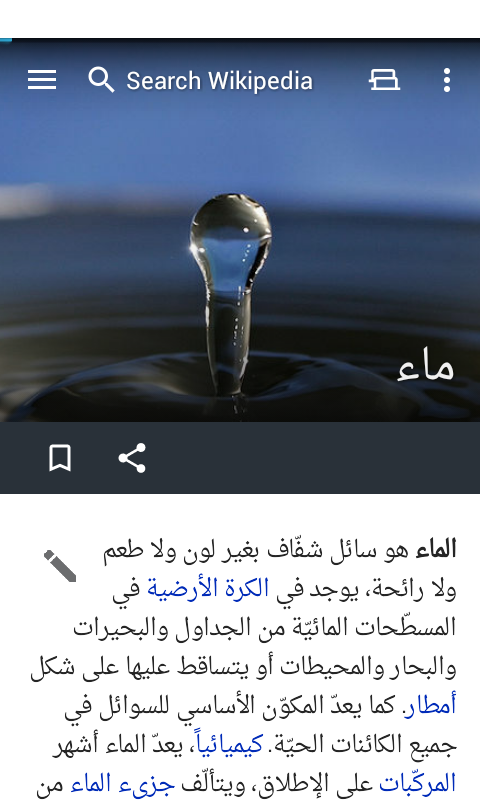 Search Wikipedia
ماء
الماء هو سائل شفّاف بغير لون ولا طعم
ولا رائحة، يوجد في الكرة الأرضية في
المسطّحات المائيّة من الجداول والبحيرات
والبحار والمحيطات أو يتساقط عليها على شكل
أمطار. كما يعدّ المكوّن الأساسي للسوائل في
جميع الكائنات الحيّة. كيميائياً، يعدّ الماء أشهر
المركّبات على الإطلاق، ويتألّف جزيء الماء من